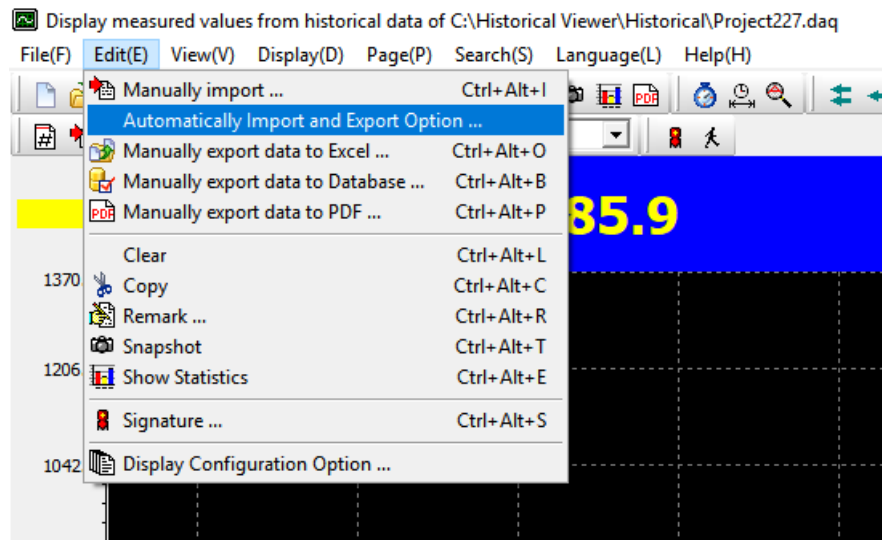 Display measured values from historical data of C:\Historical Viewer\Historical\Project227.daq
File(F) Edit(E) View(V) Display(D) Page(P) Search(S) Language(L) Help(H)
Manually import ... Ctrl+Alt+I
Automatically Import and Export Option ...
Manually export data to Excel ... Ctrl+Alt+O
Manually export data to Database ... Ctrl+Alt+B
PDF Manually export data to PDF ... Ctrl+Alt+P
Clear Ctrl+Alt+L
Copy Ctrl+Alt+C
Remark ... Ctrl+Alt+R
Snapshot Ctrl+Alt+T
Show Statistics Ctrl+Alt+E
Signature ... Ctrl+Alt+S
Display Configuration Option ...
PDF
#
85.9
1370
1206
1042